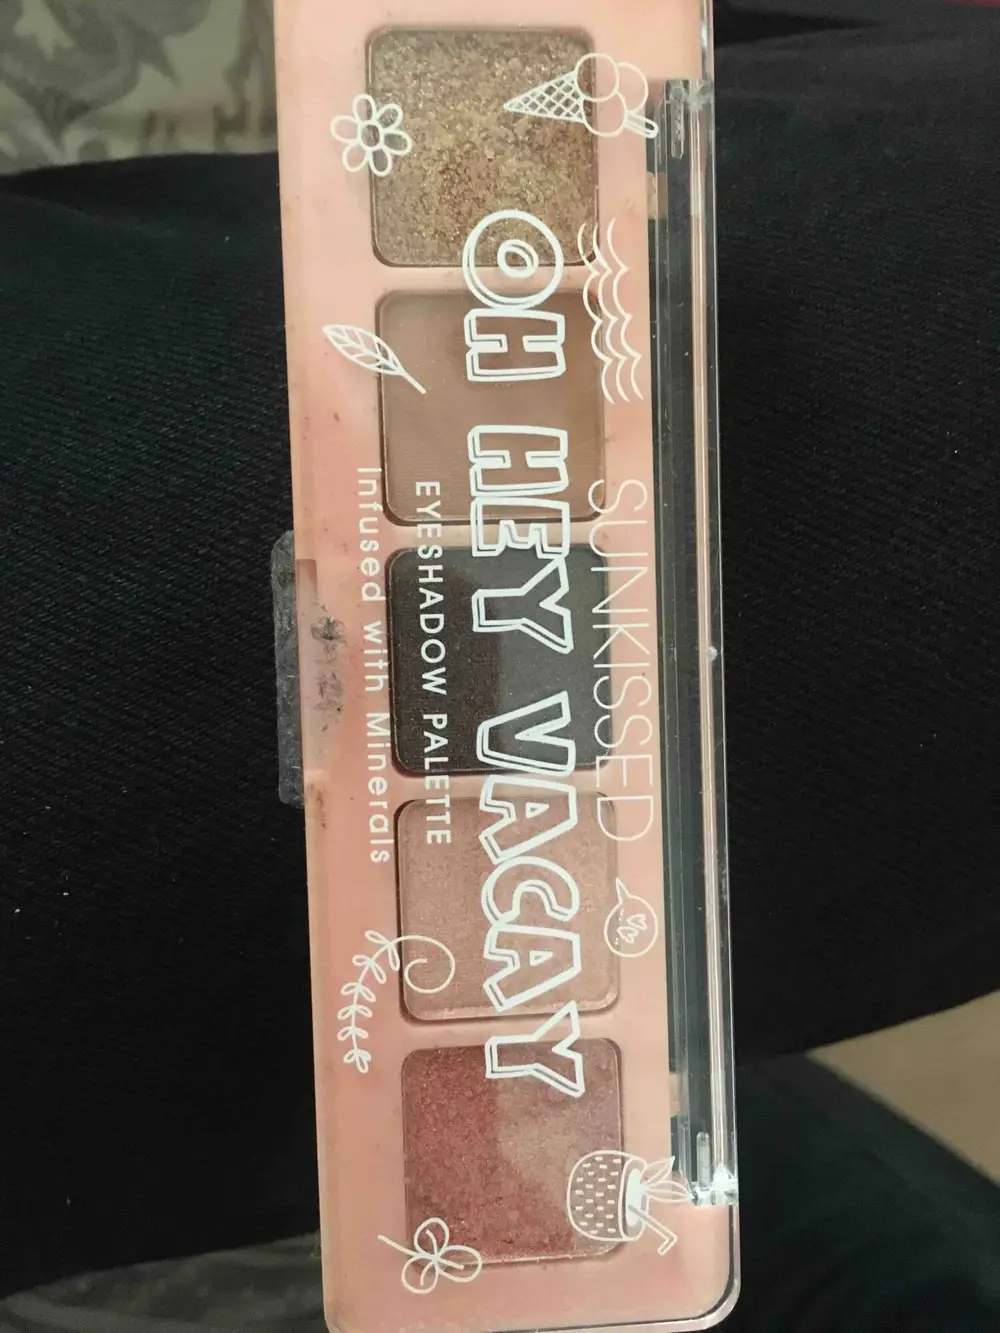 SUNKISSED
OH HEY VACAY
EYESHADOW PALETTE
Infused with Minerals